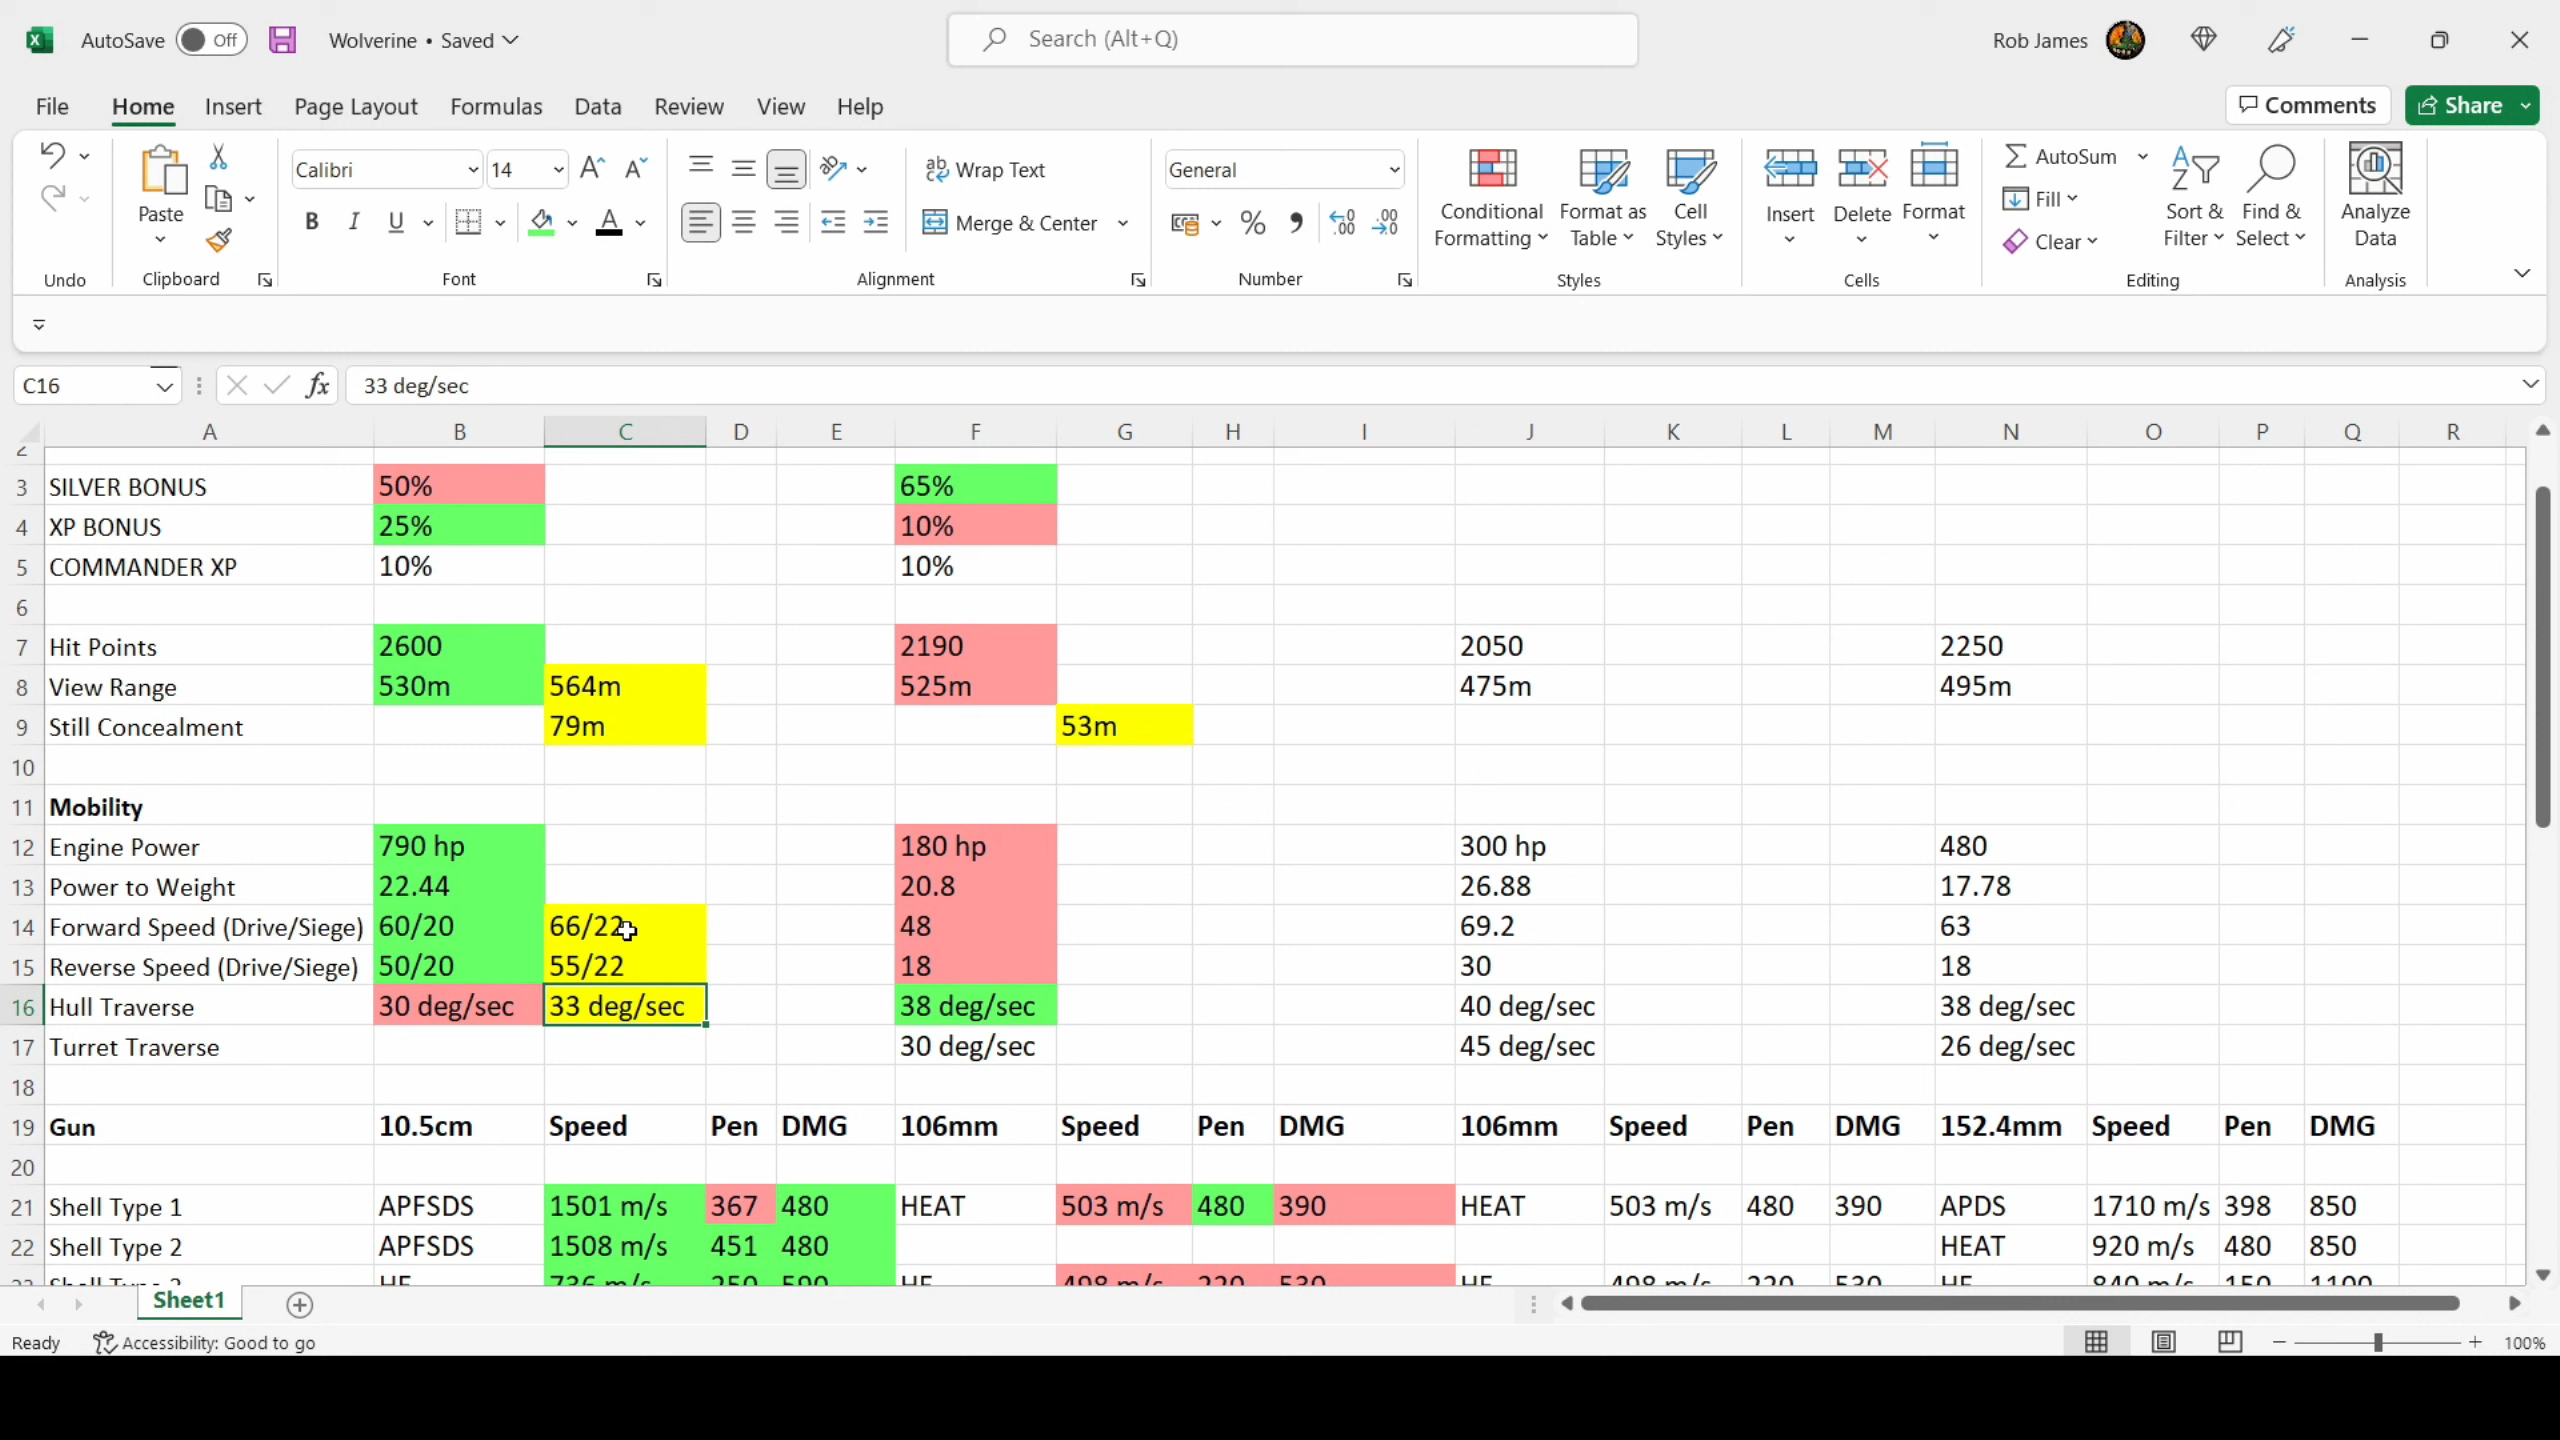 AutoSave Off Wolverine • Saved Search (Alt+Q) Rob James
File Home Insert Page Layout Formulas Data Review View Help Comments Share
Calibri 14 Wrap Text General AutoSum
Paste Merge & Center Conditional Formatting Format as Table Cell Styles Insert Delete Format Fill Clear Sort & Filter Find & Select Analyze Data
Undo Clipboard Font Alignment Number Styles Cells Editing Analysis
C16 fx 33 deg/sec
A B C D E F G H I J K L M N O P Q R
2
3 SILVER BONUS 50% 65%
4 XP BONUS 25% 10%
5 COMMANDER XP 10% 10%
6
7 Hit Points 2600 2190 2050 2250
8 View Range 530m 564m 525m 475m 495m
9 Still Concealment 79m 53m
10
11 Mobility
12 Engine Power 790 hp 180 hp 300 hp 480
13 Power to Weight 22.44 20.8 26.88 17.78
14 Forward Speed (Drive/Siege) 60/20 66/22 48 69.2 63
15 Reverse Speed (Drive/Siege) 50/20 55/22 18 30 18
16 Hull Traverse 30 deg/sec 33 deg/sec 38 deg/sec 40 deg/sec 38 deg/sec
17 Turret Traverse 30 deg/sec 45 deg/sec 26 deg/sec
18
19 Gun 10.5cm Speed Pen DMG 106mm Speed Pen DMG 106mm Speed Pen DMG 152.4mm Speed Pen DMG
20
21 Shell Type 1 APFSDS 1501 m/s 367 480 HEAT 503 m/s 480 390 HEAT 503 m/s 480 390 APDS 1710 m/s 398 850
22 Shell Type 2 APFSDS 1508 m/s 451 480 HEAT 920 m/s 480 850
Sheet1
Ready Accessibility: Good to go 100%